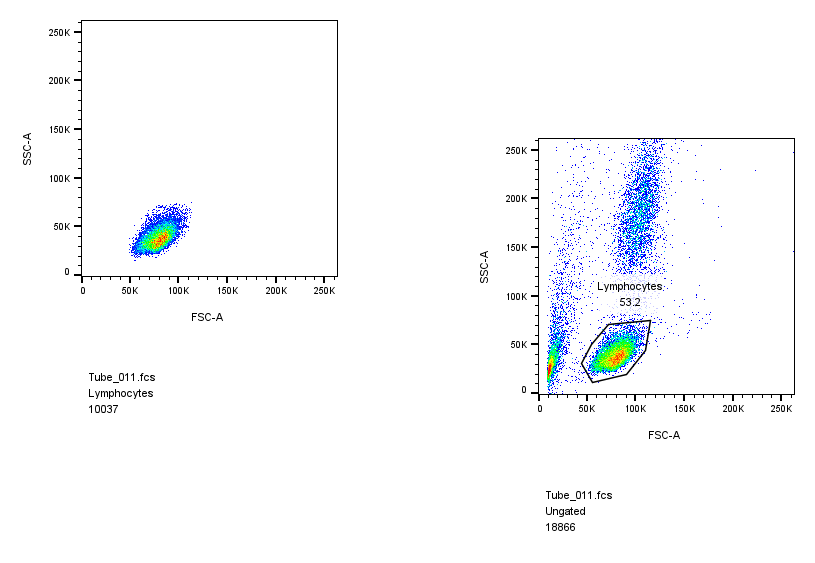 250K
200K
150K
100K
50K
0
SSC-A
0 50K 100K 150K 200K 250K
FSC-A
Tube_011.fcs
Lymphocytes
10037
250K
200K
150K
100K
50K
0
SSC-A
Lymphocytes
53.2
0 50K 100K 150K 200K 250K
FSC-A
Tube_011.fcs
Ungated
18866